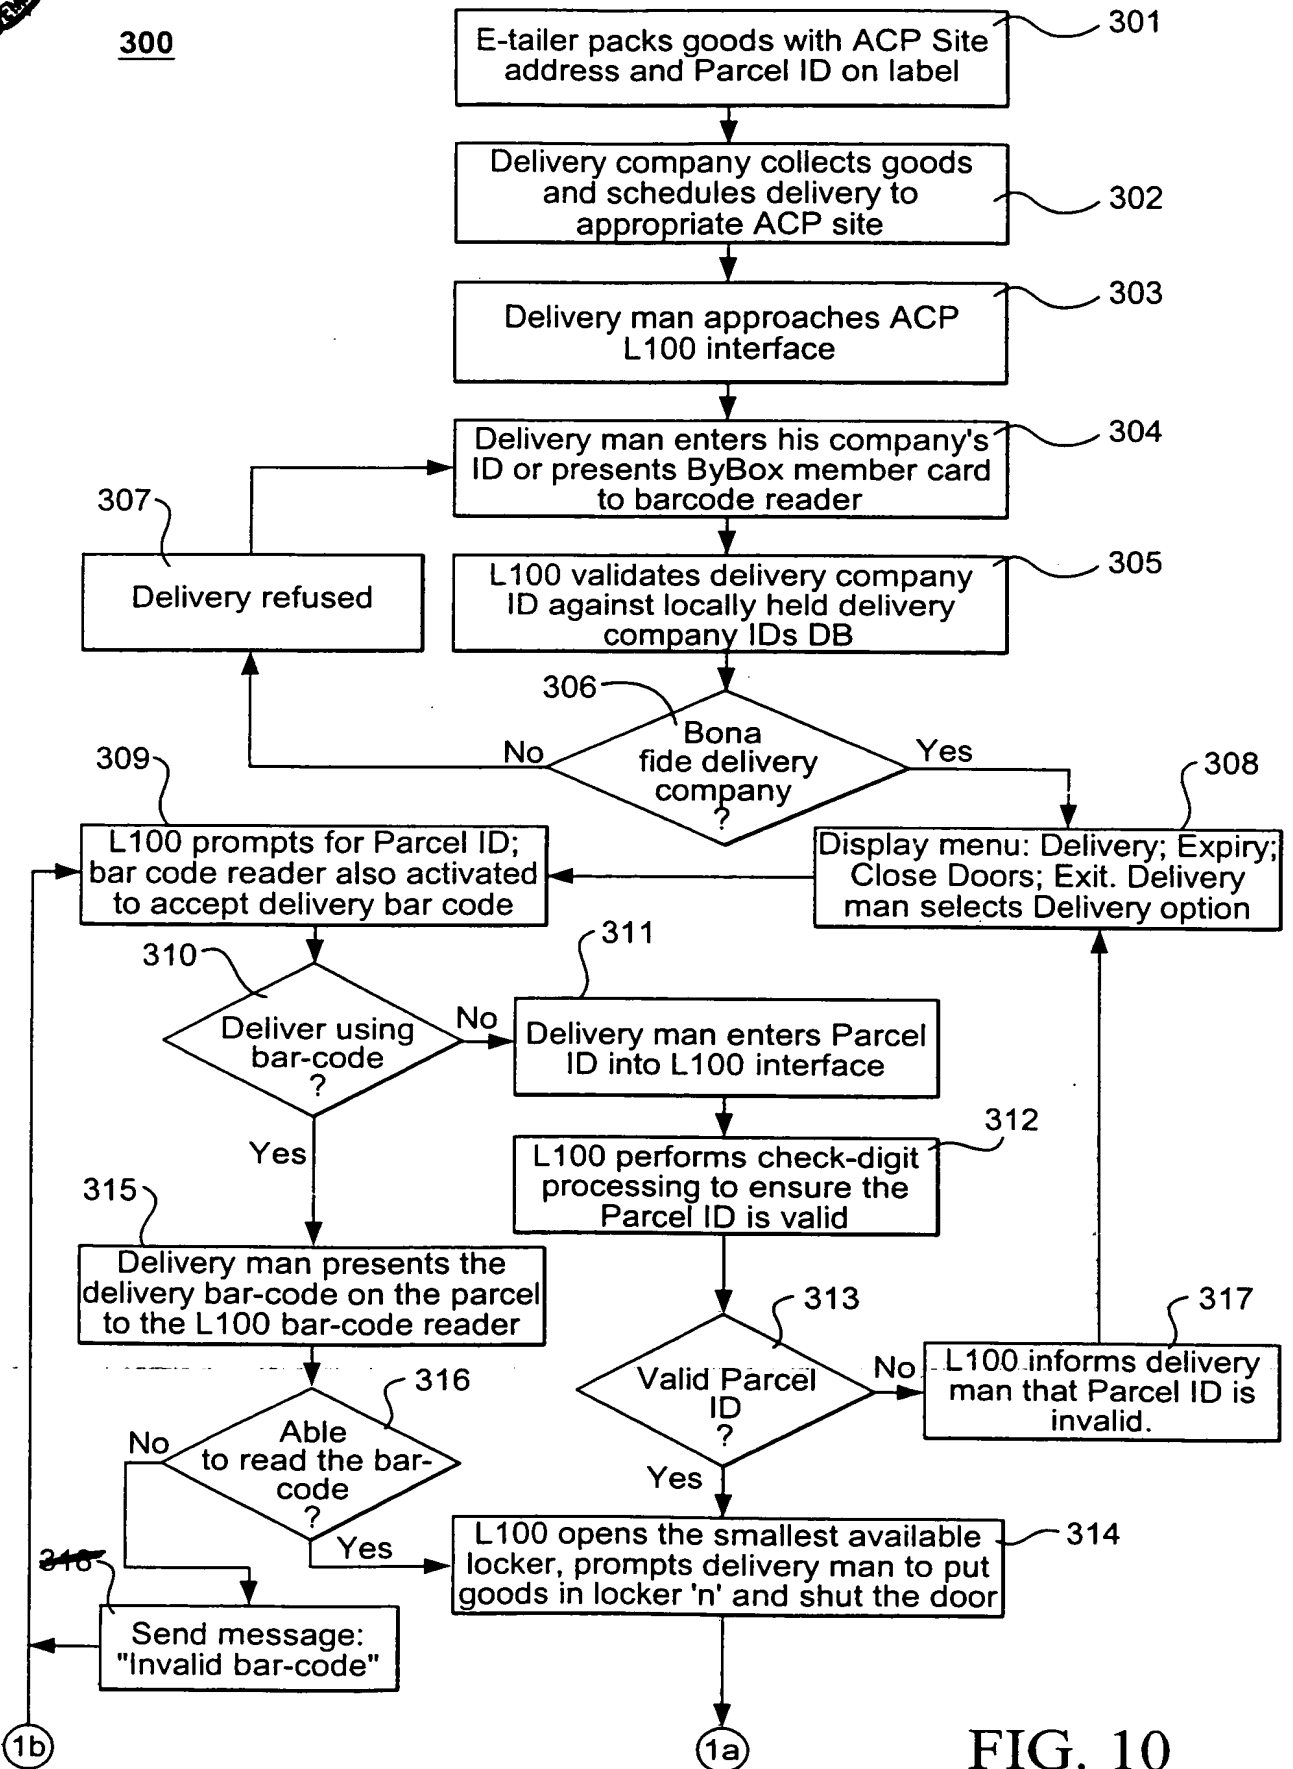 300
301
E-tailer packs goods with ACP Site
address and Parcel ID on label
Delivery company collects goods
and schedules delivery to
appropriate ACP site
302
303
Delivery man approaches ACP
L100 interface
304
Delivery man enters his company's
ID or presents ByBox member card
to barcode reader
307
Delivery refused
305
L100 validates delivery company
ID against locally held delivery
company IDs DB
306
Bona
fide delivery
company
?
No
Yes
308
Display menu: Delivery; Expiry;
Close Doors; Exit. Delivery
man selects Delivery option
309
L100 prompts for Parcel ID;
bar code reader also activated
to accept delivery bar code
310
Deliver using
bar-code
?
No
Yes
311
Delivery man enters Parcel
ID into L100 interface
312
L100 performs check-digit
processing to ensure the
Parcel ID is valid
315
Delivery man presents the
delivery bar-code on the parcel
to the L100 bar-code reader
313
Valid Parcel
ID
?
No
Yes
317
L100 informs delivery
man that Parcel ID is
invalid.
316
Able
to read the bar-
code
?
No
Yes
314
L100 opens the smallest available
locker, prompts delivery man to put
goods in locker 'n' and shut the door
Send message:
"Invalid bar-code"
1b
1a
FIG. 10